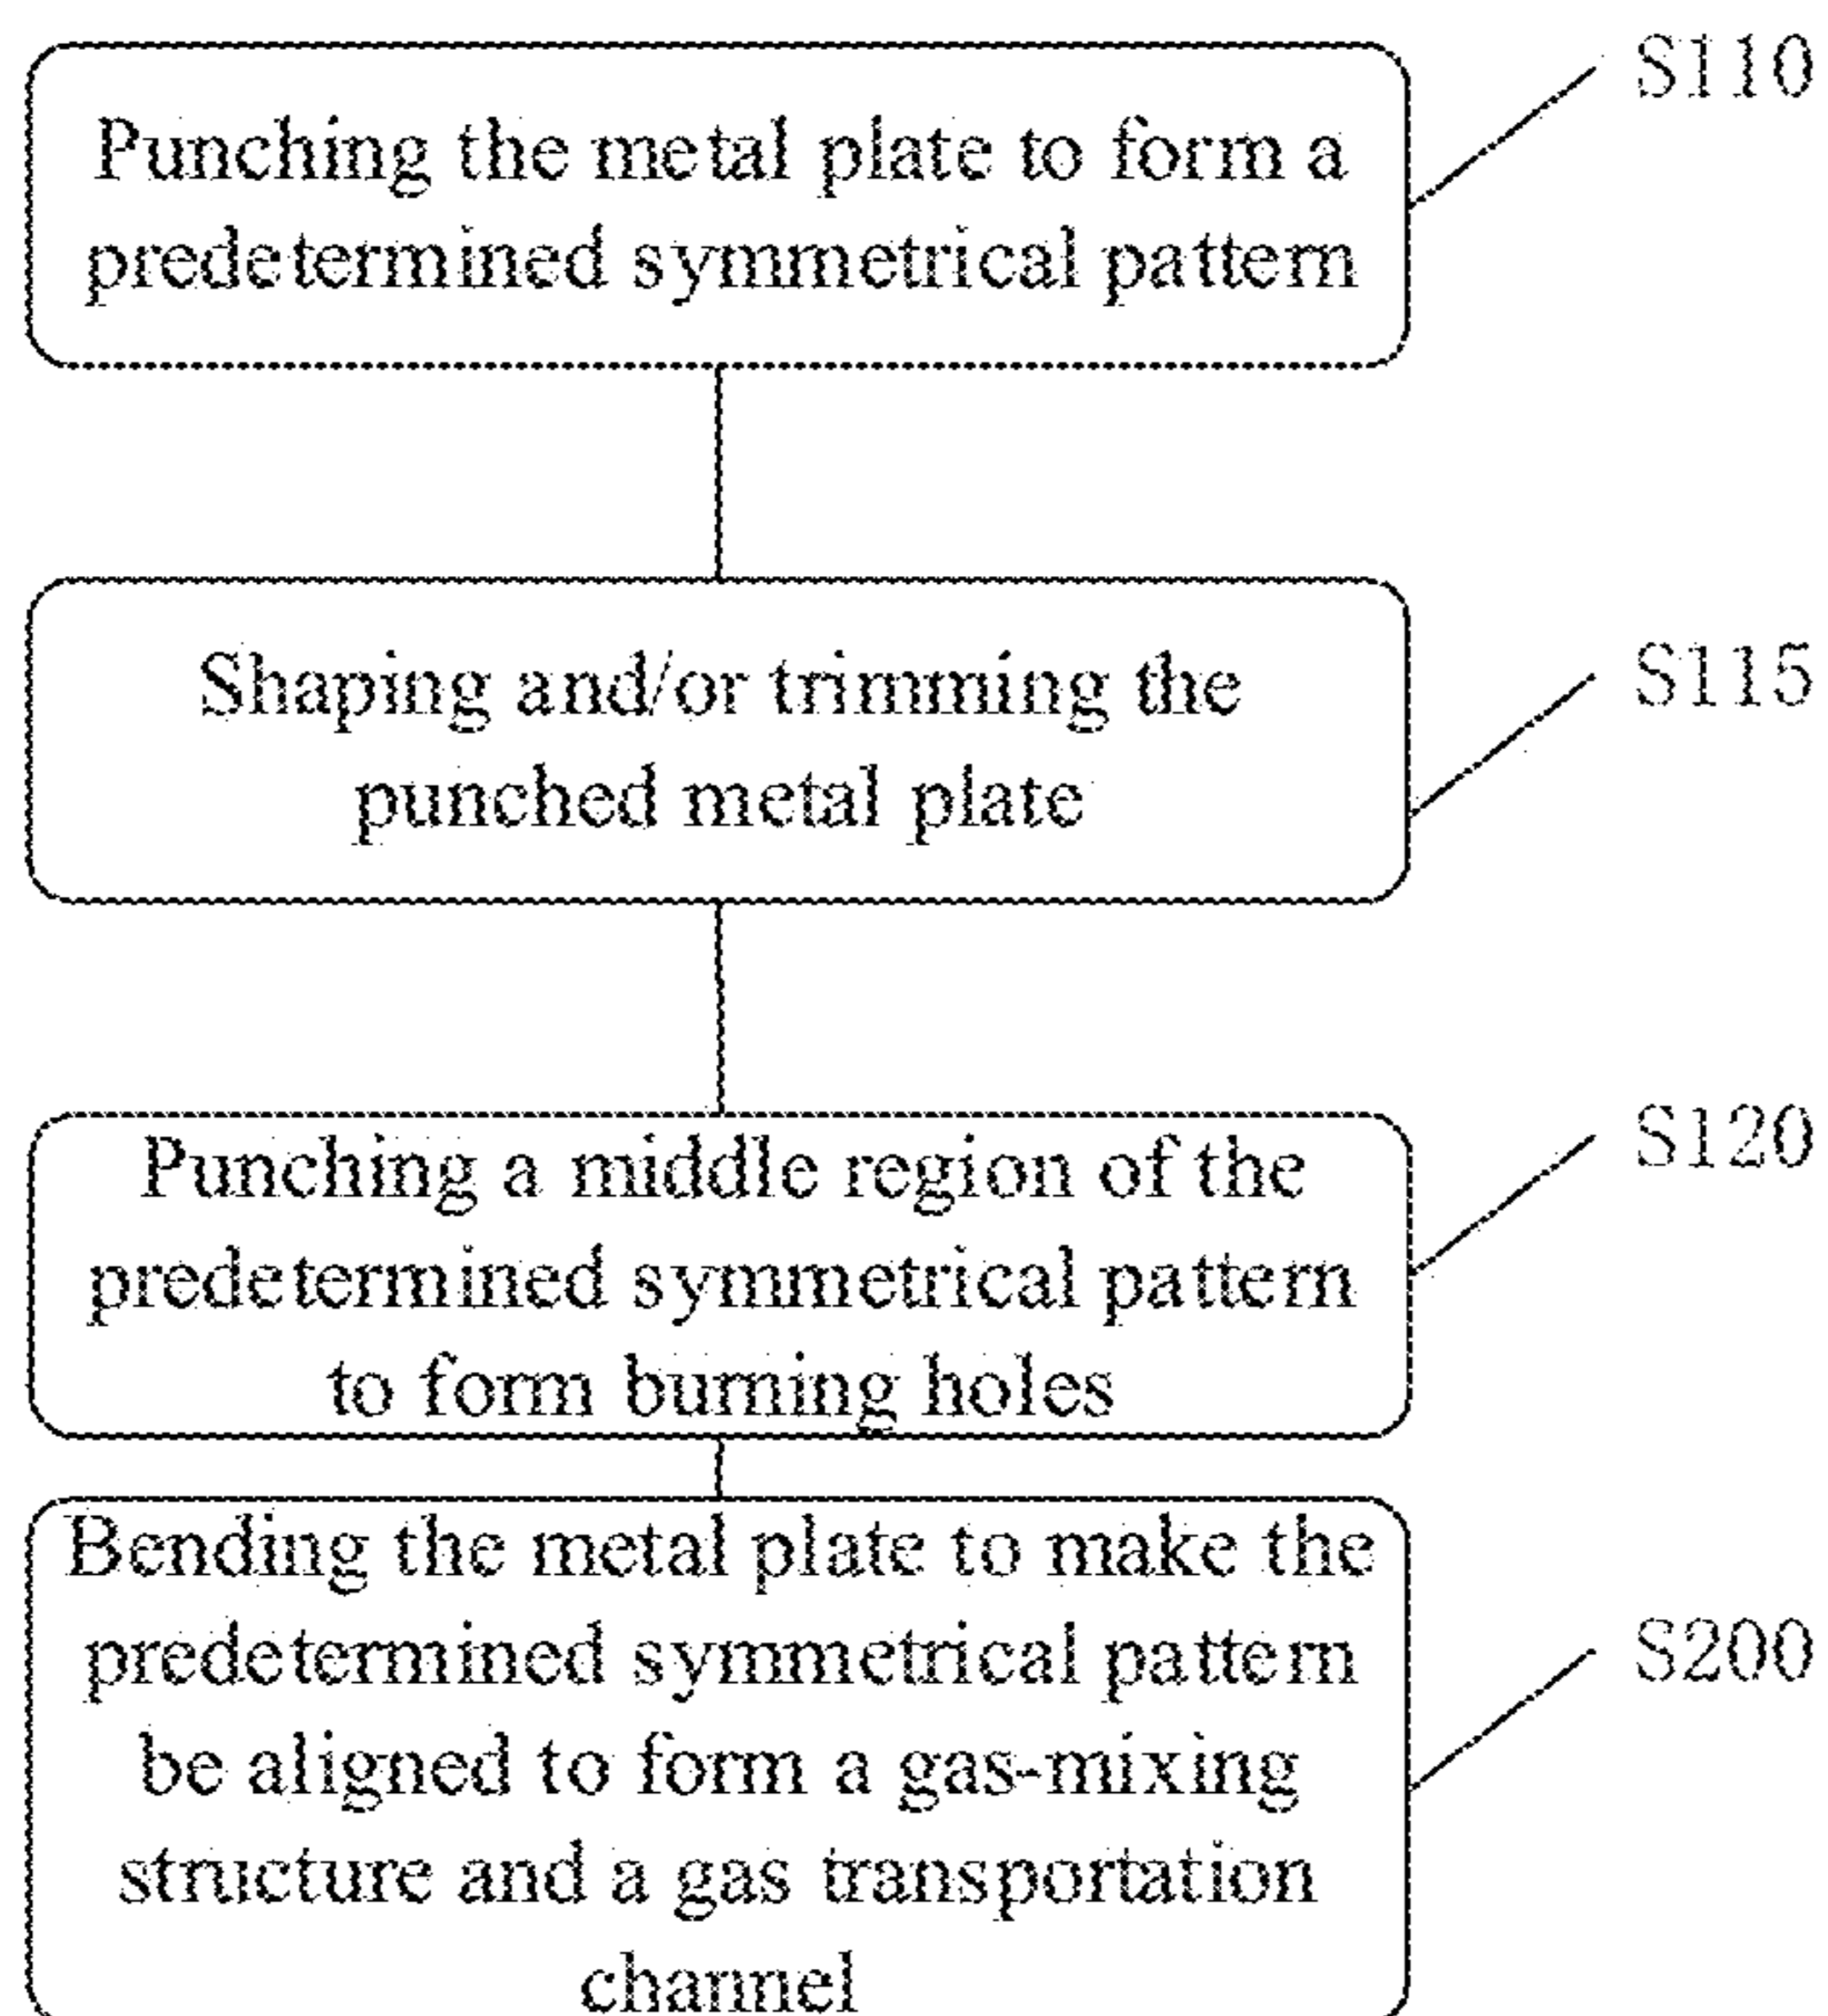 S110
Punching the metal plate to form a
predetermined symmetrical pattern
S115
Shaping and/or trimming the
punched metal plate
S120
Punching a middle region of the
predetermined symmetrical pattern
to form burning holes
Bending the metal plate to make the
predetermined symmetrical pattern
S200
be aligned to form a gas-mixing
structure and a gas transportation
channel